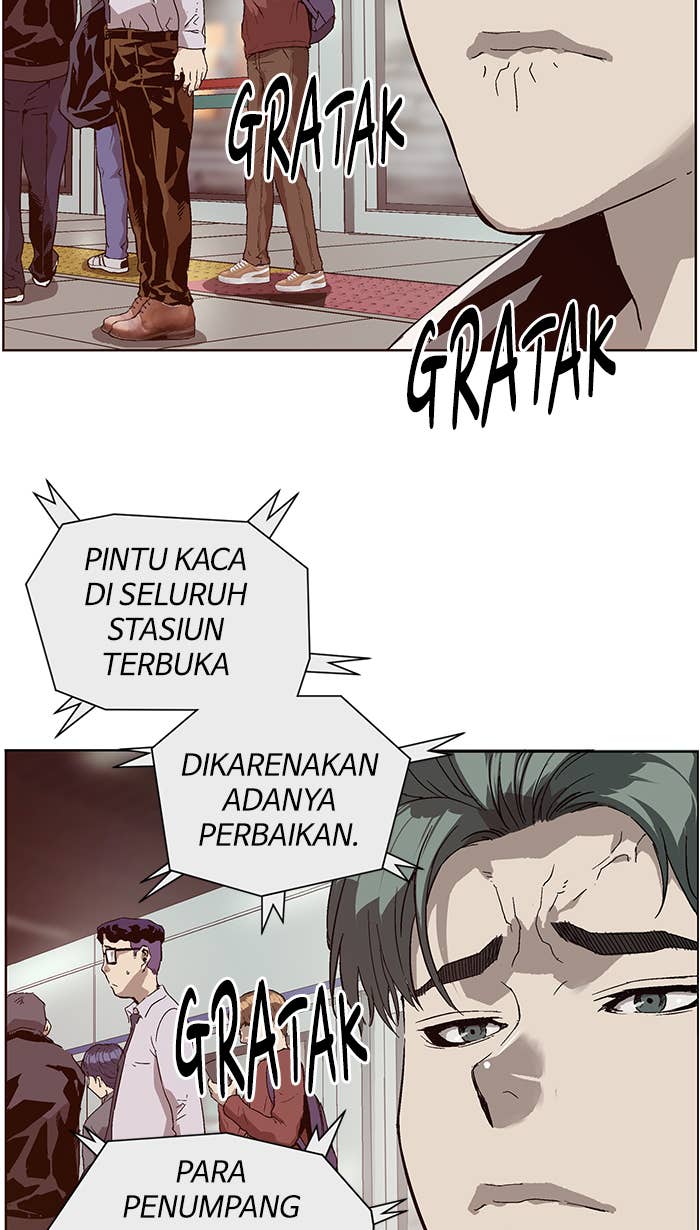 GRATAK
GRATAK
PINTU KACA
DI SELURUH
STASIUN
TERBUKA
DIKARENAKAN
ADANYA
PERBAIKAN.
GRATAK
PARA
PENUMPANG